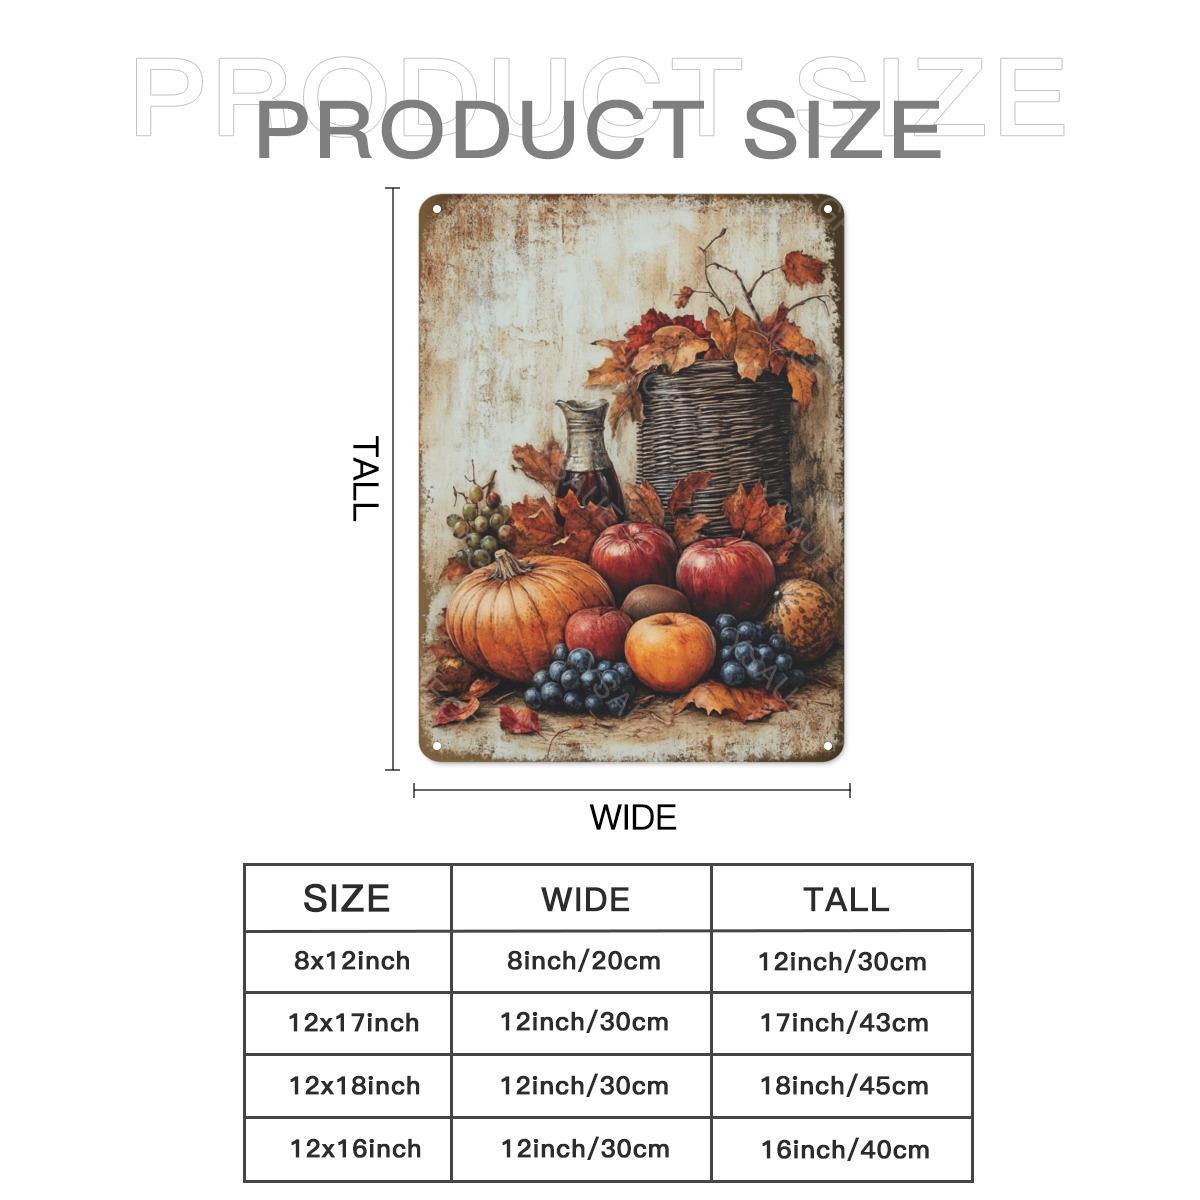 PRODUCT SIZE
PRODUCT SIZE
TALL
WIDE
SIZE WIDE TALL
8x12inch 8inch/20cm 12inch/30cm
12x17inch 12inch/30cm 17inch/43cm
12x18inch 12inch/30cm 18inch/45cm
12x16inch 12inch/30cm 16inch/40cm